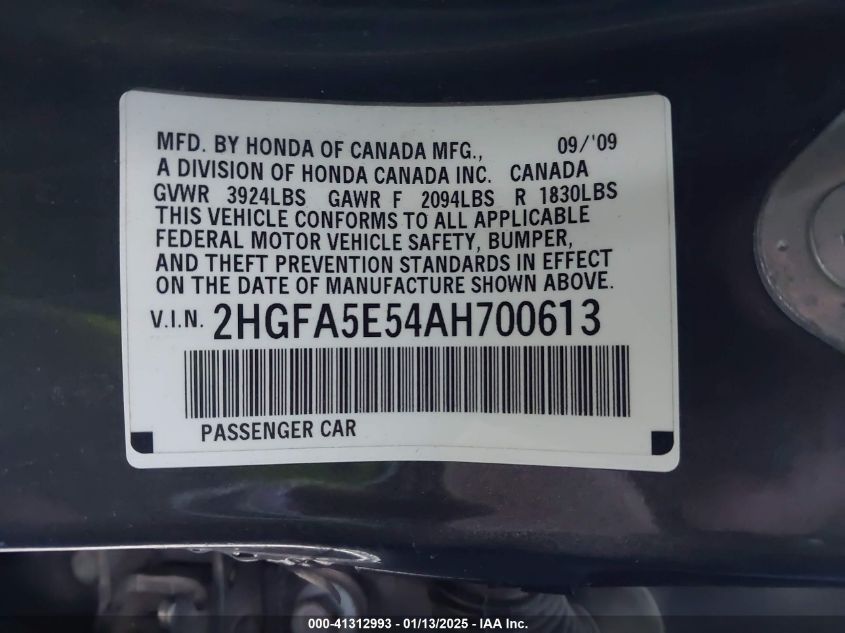 MFD. BY HONDA OF CANADA MFG., 09/'09
A DIVISION OF HONDA CANADA INC. CANADA
GVWR 3924LBS GAWR F 2094LBS R 1830LBS
THIS VEHICLE CONFORMS TO ALL APPLICABLE
FEDERAL MOTOR VEHICLE SAFETY, BUMPER,
AND THEFT PREVENTION STANDARDS IN EFFECT
ON THE DATE OF MANUFACTURE SHOWN ABOVE.
V.I.N. 2HGFA5E54AH700613
PASSENGER CAR
000-41312993 - 01/13/2025 - IAA Inc.